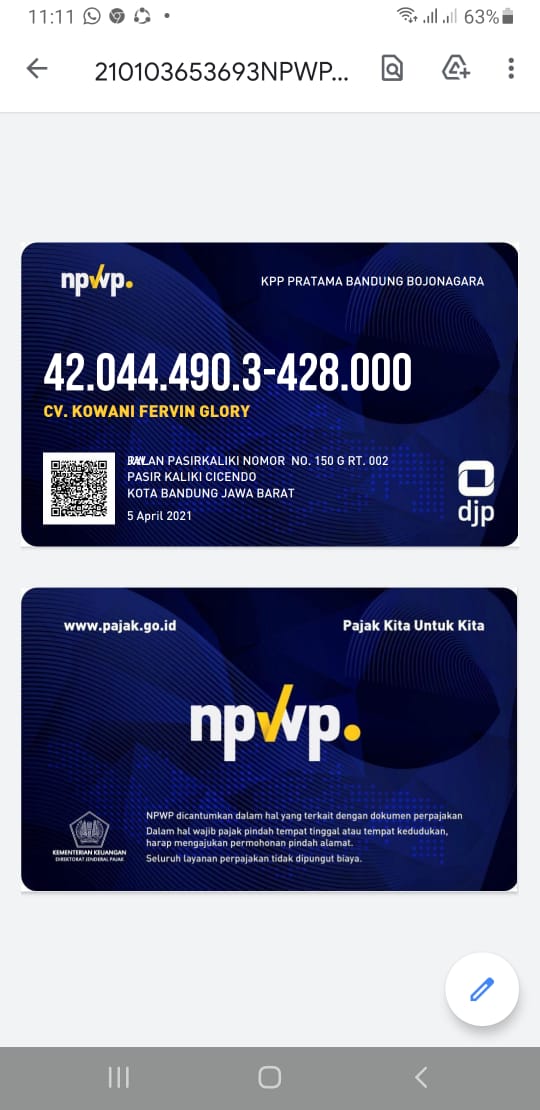 11:11
63%
210103653693NPWP...
npwp.
KPP PRATAMA BANDUNG BOJONAGARA
42.044.490.3-428.000
CV. KOWANI FERVIN GLORY
PASIRKALIKI NOMOR NO. 150 G RT. 002
PASIR KALIKI CICENDO
KOTA BANDUNG JAWA BARAT
5 April 2021
djp
www.pajak.go.id
Pajak Kita Untuk Kita
npwp.
NPWP dicantumkan dalam hal yang terkait dengan dokumen perpajakan
Dalam hal wajib pajak pindah tempat tinggal atau tempat kedudukan,
harap mengajukan permohonan pindah alamat.
Seluruh layanan perpajakan tidak dipungut biaya.
KEMENTERIAN KEUANGAN
DIREKTORAT JENDERAL PAJAK